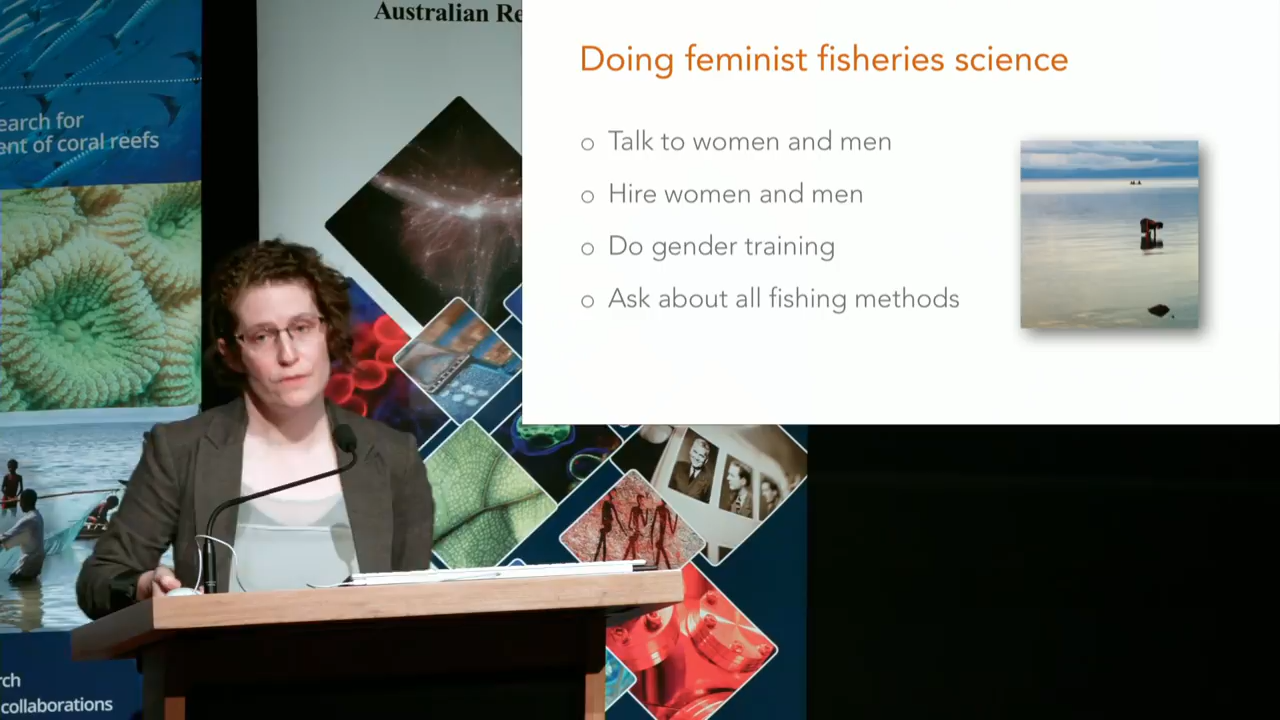 Australian Re
Doing feminist fisheries science
Talk to women and men
Hire women and men
Do gender training
Ask about all fishing methods
earch for
ent of coral reefs
rch
collaborations